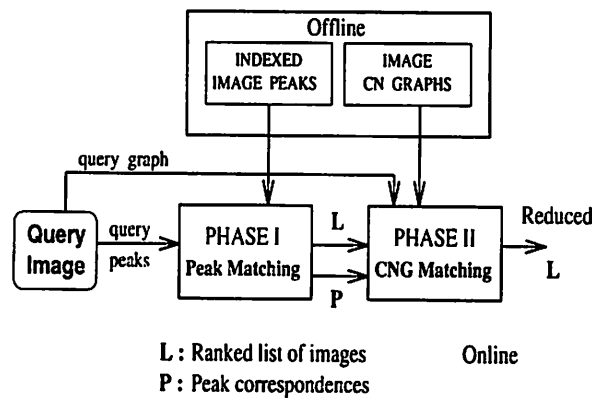 Offline
INDEXED
IMAGE PEAKS
IMAGE
CN GRAPHS
query graph
Query
Image
query
peaks
PHASE I
Peak Matching
L
P
PHASE II
CNG Matching
Reduced
L
L : Ranked list of images
Online
P : Peak correspondences